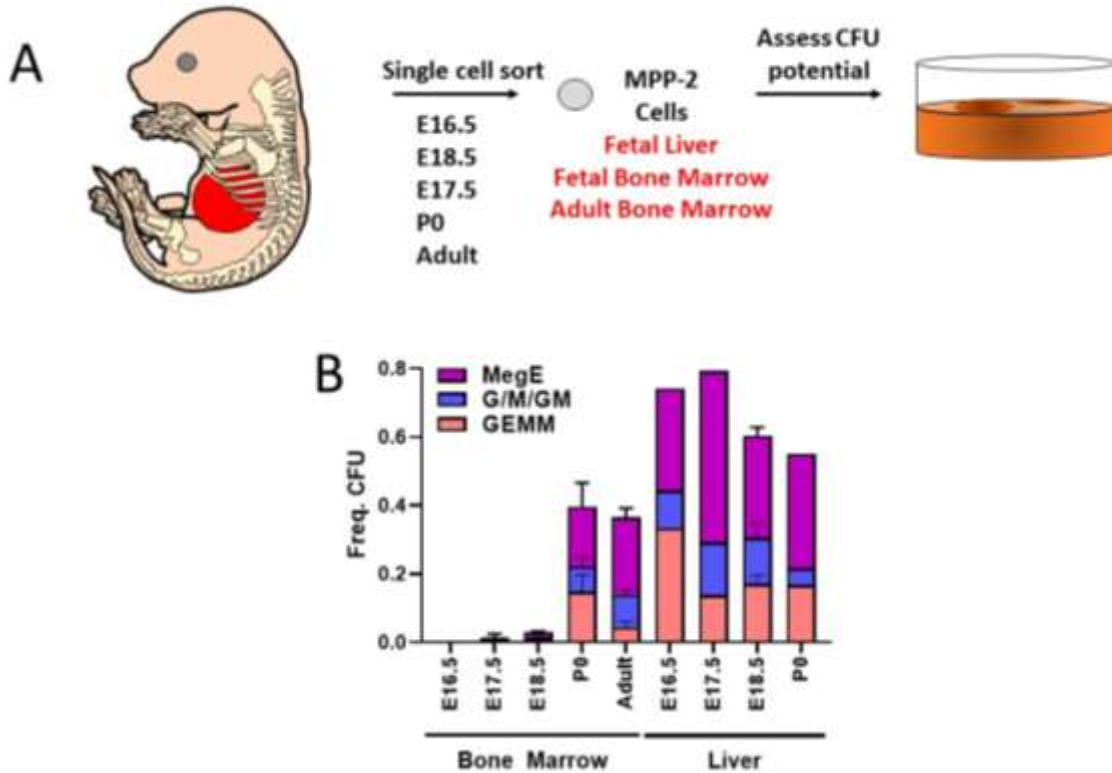 A
Single cell sort
E16.5
E18.5
E17.5
P0
Adult
MPP-2
Cells
Fetal Liver
Fetal Bone Marrow
Adult Bone Marrow
Assess CFU
potential
B
MegE
G/M/GM
GEMM
Freq. CFU
0.8
0.6
0.4
0.2
0.0
E16.5
E17.5
E18.5
P0
Adult
E16.5
E17.5
E18.5
P0
Bone Marrow
Liver